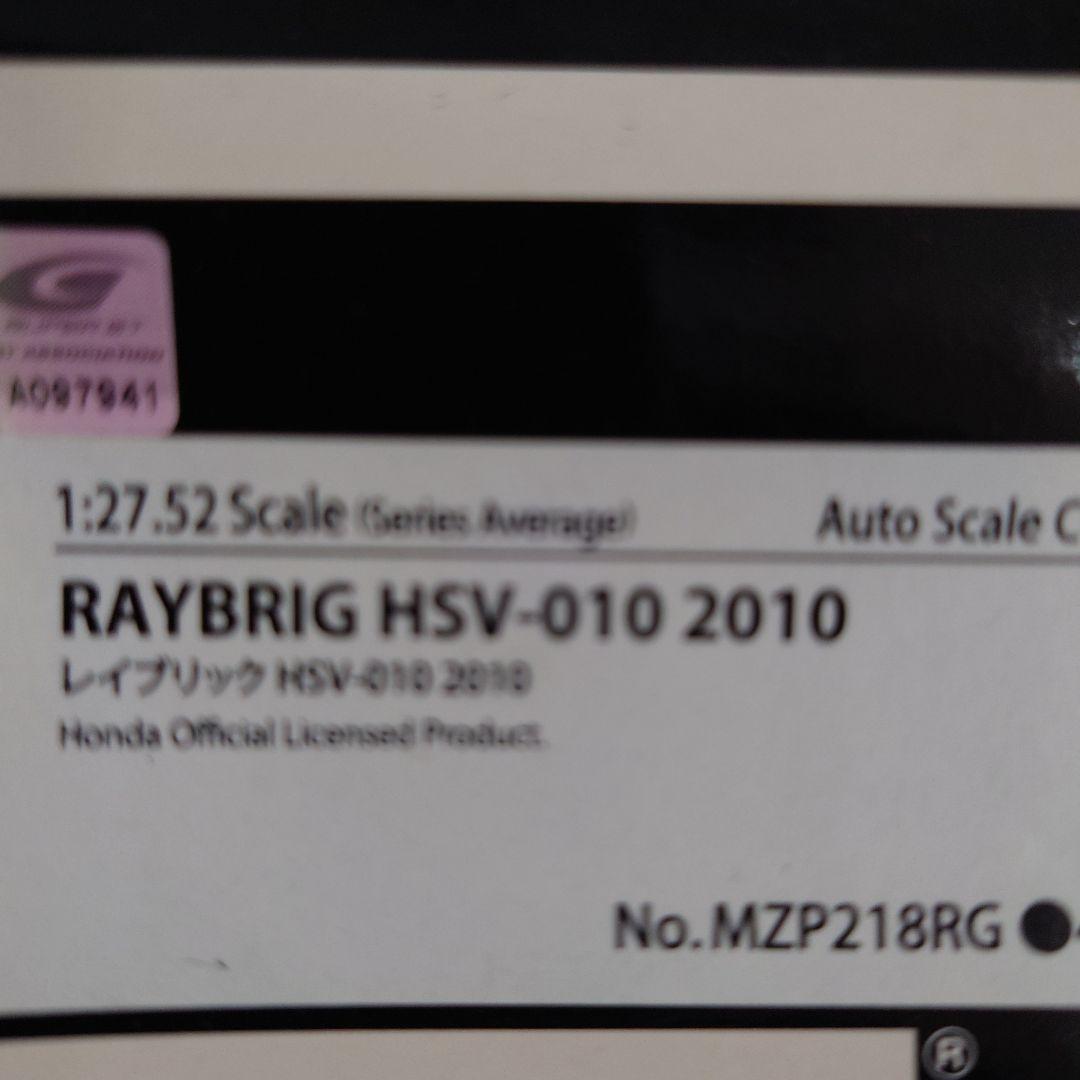 A097941
1:27.52 Scale (Series Average)
Auto Scale C
RAYBRIG HSV-010 2010
レイブリック HSV-010 2010
Honda Official Licensed Product.
No.MZP218RG ●
®